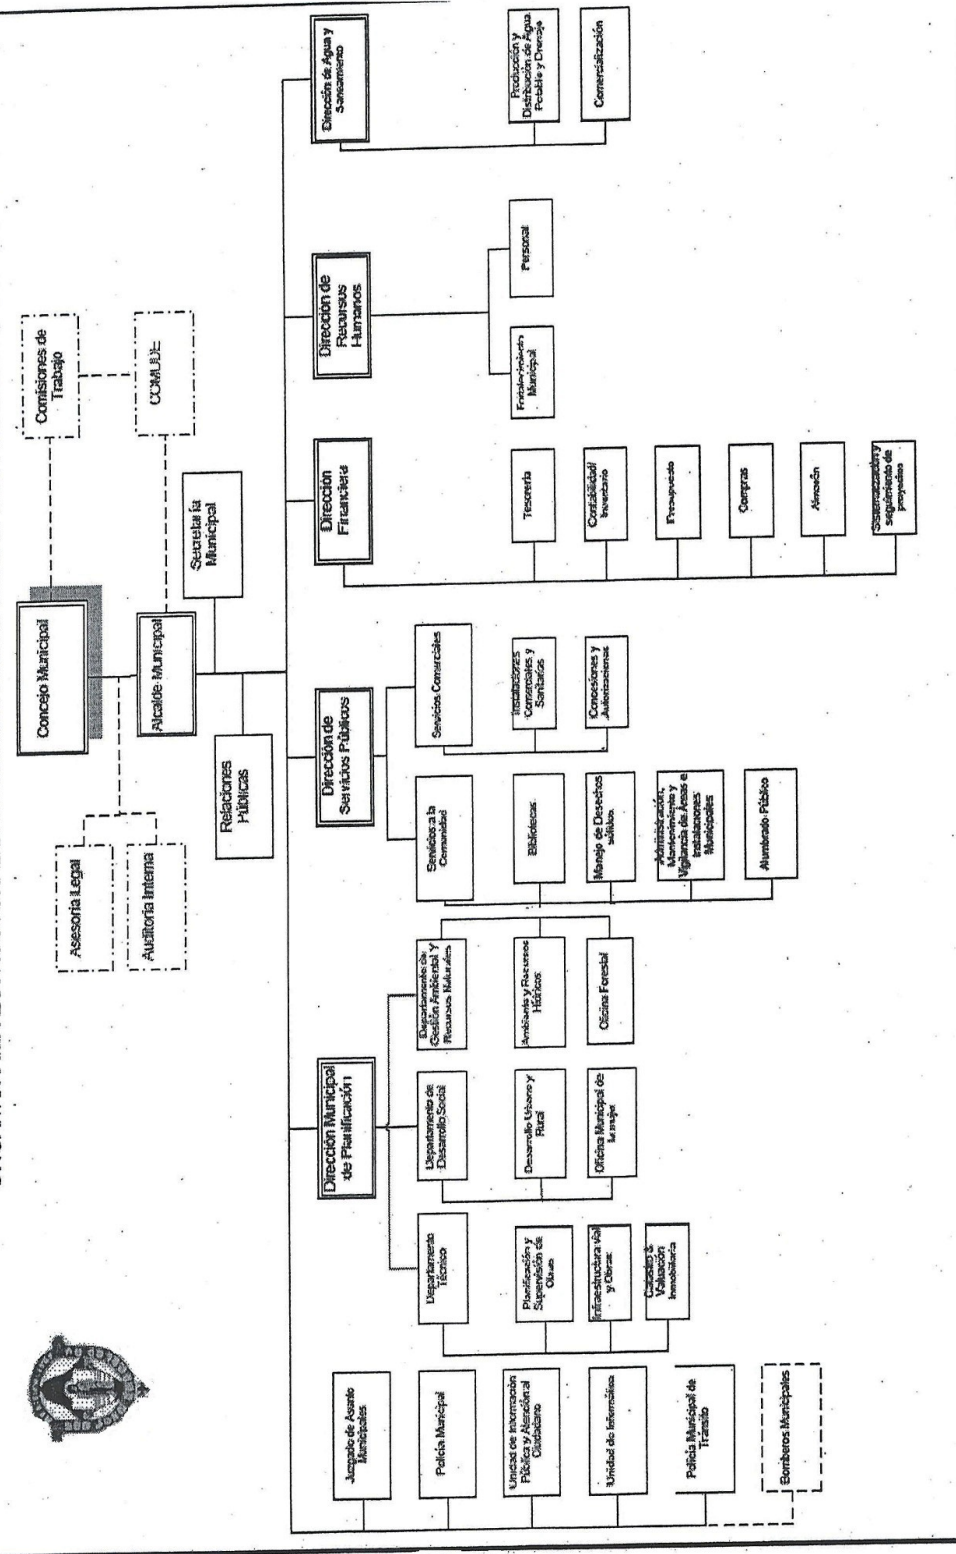 Concejo Municipal
Comisiones de
Trabajo
COMUDE
Asesoría Legal
Auditoria Interna
Alcalde Municipal
Secretaria
Municipal
Relaciones
Públicas
Juzgado de Asunto
Municipales
Policía Municipal
Unidad de Información
Pública y Atención al
Ciudadano
Unidad de Informática
Policía Municipal de
Tránsito
Bomberos Municipales
Dirección Municipal
de Planificación
Departamento
Técnico
Planificación y
Supervisión de
Obras
Infraestructura vial
y Obras
Catastro &
Valuación
Inmobiliaria
Departamento de
Desarrollo Social
Desarrollo Urbano y
Rural
Oficina Municipal de
la mujer
Departamento de
Gestión Ambiental Y
Recursos Naturales
Ambiente y Recursos
Hídricos
Oficina Forestal
Dirección de
Servicios Públicos
Servicios a la
Comunidad
Bibliotecas
Manejo de Desechos
sólidos
Administración,
Mantenimiento y
Vigilancia de Áreas e
Instalaciones
Municipales
Alumbrado Público
Servicios Comerciales
Instalaciones
Comerciales y
Sanitarias
Concesiones y
Autorizaciones
Dirección
Financiera
Tesorería
Contabilidad/
Inventario
Presupuesto
Compras
Almacén
Sistematización y
seguimiento de
proyectos
Dirección de
Recursos
Humanos
Fortalecimiento
Municipal
Personal
Dirección de Agua y
Saneamiento
Producción y
Distribución de Agua
Potable y Drenaje
Comercialización